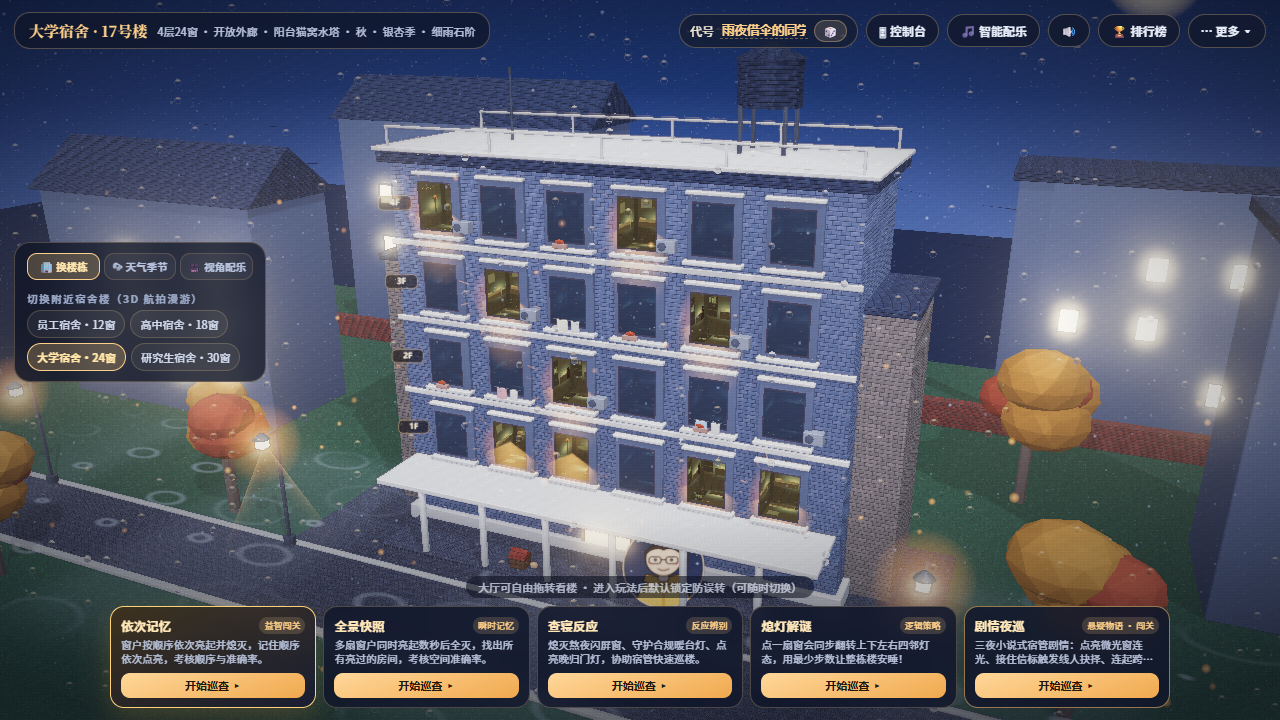 大学宿舍 · 17号楼 4层24窗 • 开放外廊 • 阳台猫窝水塔 • 秋 • 银杏季 • 细雨石阶
代号 雨夜借伞的同学
控制台
智能配乐
排行榜
··· 更多
换楼栋
天气季节
视角配乐
切换附近宿舍楼（3D 航拍漫游）
员工宿舍 • 12窗
高中宿舍 • 18窗
大学宿舍 • 24窗
研究生宿舍 • 30窗
3F
2F
1F
大厅可自由拖转看楼 • 进入玩法后默认锁定防误转（可随时切换）
依次记忆 益智闯关
窗户按顺序依次亮起并熄灭，记住顺序
依次点亮，考核顺序与准确率。
开始巡查 ▸
全景快照 瞬时记忆
多扇窗户同时亮起数秒后全灭，找出所
有亮过的房间，考核空间准确率。
开始巡查 ▸
查寝反应 反应辨别
熄灭熬夜闪屏窗、守护合规暖台灯、点
亮晚归门灯，协助宿管快速巡楼。
开始巡查 ▸
熄灯解谜 逻辑策略
点一扇窗会同步翻转上下左右四邻灯
态，用最少步数让整栋楼安睡！
开始巡查 ▸
剧情夜巡 悬疑物语 • 闯关
三夜小说式宿管剧情：点亮微光窗连
光、接住信标触发线人抉择、连起跨···
开始巡查 ▸